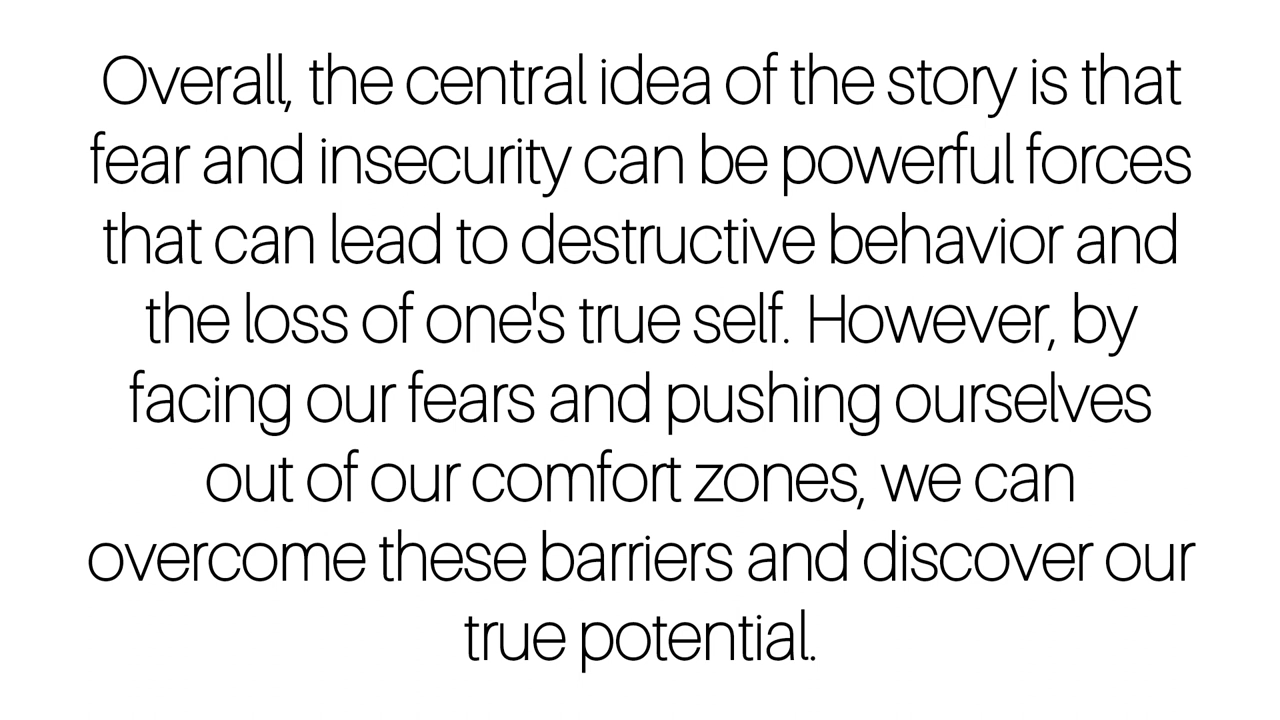 Overall, the central idea of the story is that
fear and insecurity can be powerful forces
that can lead to destructive behavior and
the loss of one's true self. However, by
facing our fears and pushing ourselves
out of our comfort zones, we can
overcome these barriers and discover our
true potential.